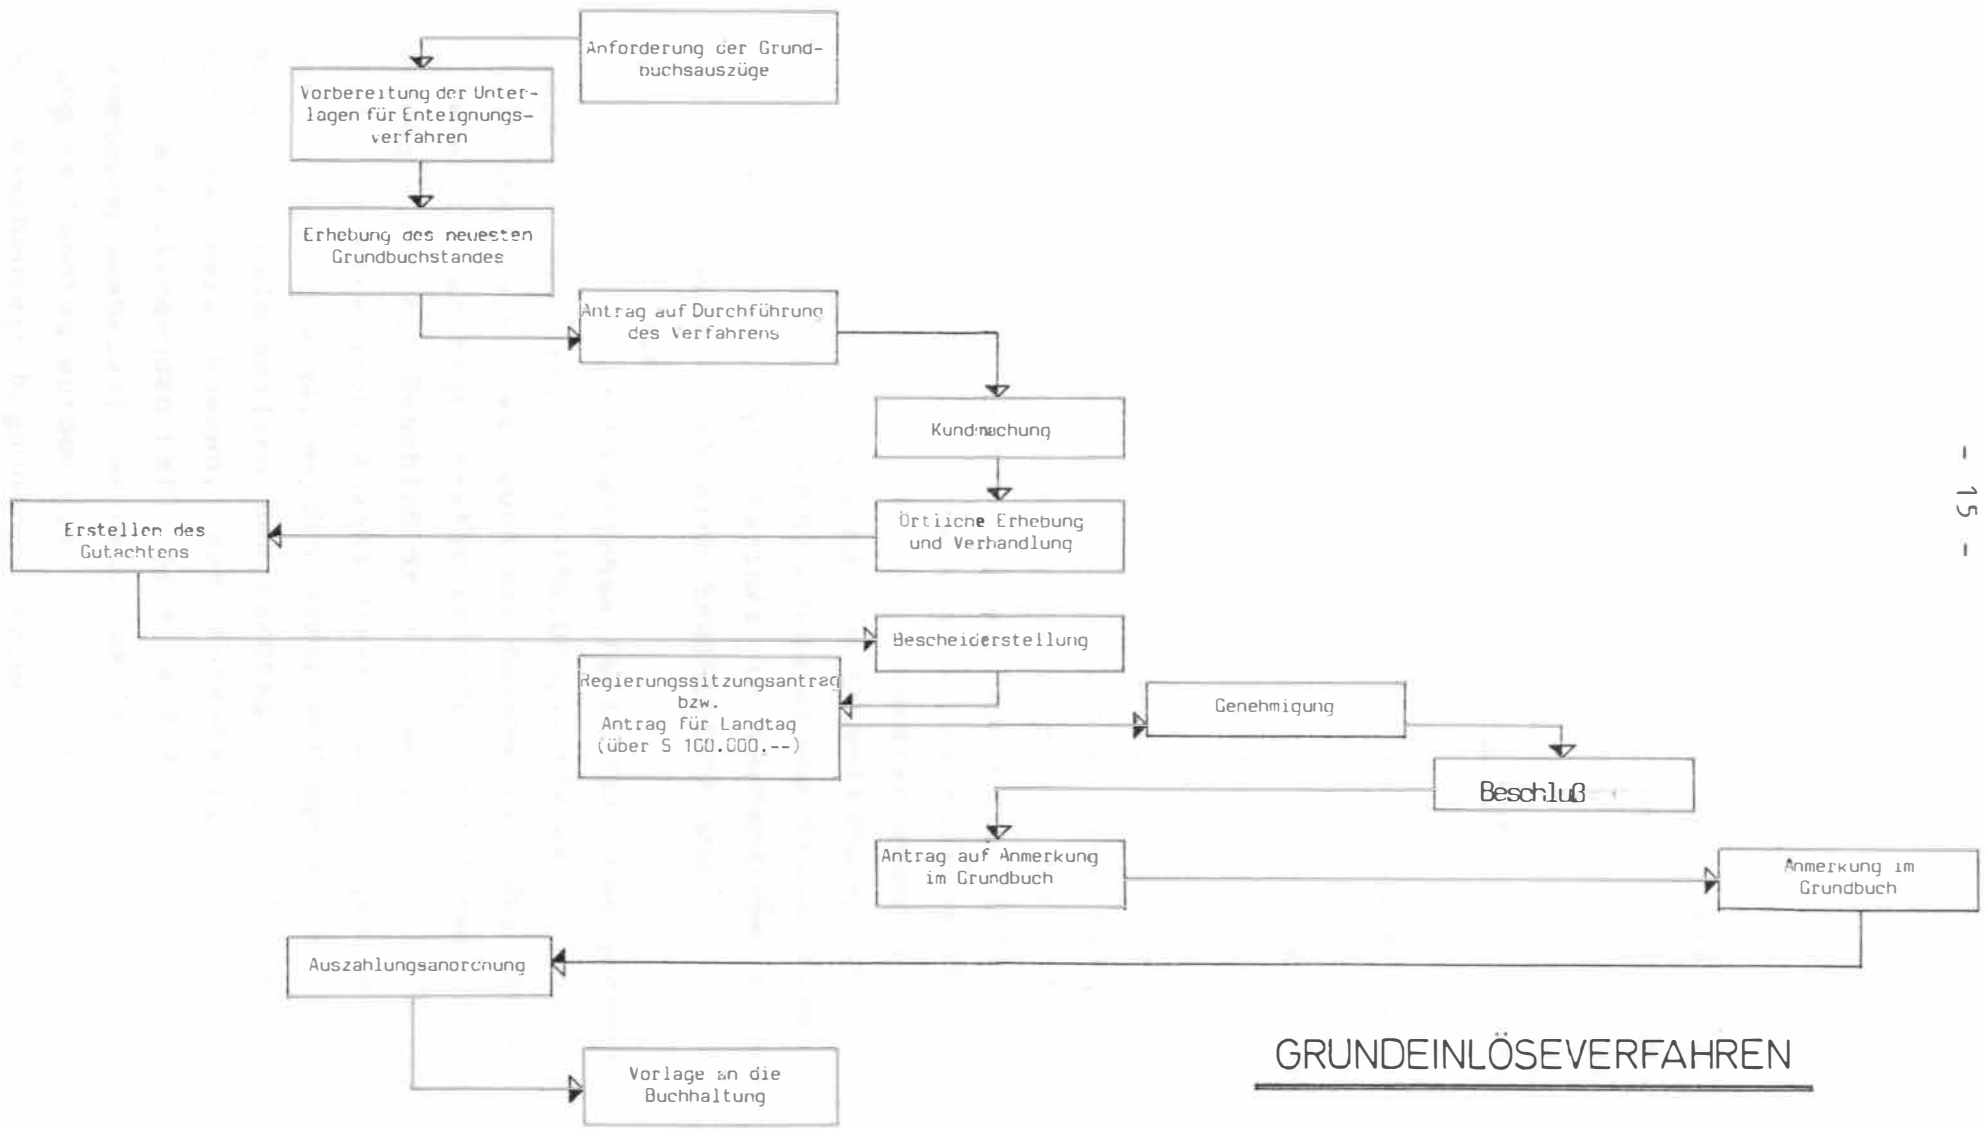 Anforderung der Grund-
buchsauszüge
Vorbereitung der Unter-
lagen für Enteignungs-
verfahren
Erhebung des neuesten
Grundbuchstandes
Antrag auf Durchführung
des Verfahrens
Kundmachung
Örtliche Erhebung
und Verhandlung
Erstellen des
Gutachtens
Bescheiderstellung
Regierungssitzungsantrag
bzw.
Antrag für Landtag
(über S 100.000.--)
Genehmigung
Beschluß
Antrag auf Anmerkung
im Grundbuch
Anmerkung im
Grundbuch
Auszahlungsanordnung
Vorlage an die
Buchhaltung
GRUNDEINLÖSEVERFAHREN
- 15 -